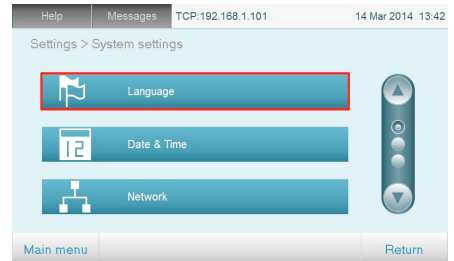 Help Messages TCP:192.168.1.101 14 Mar 2014 13:42
Settings > System settings
Language
12 Date & Time
Network
Main menu Return